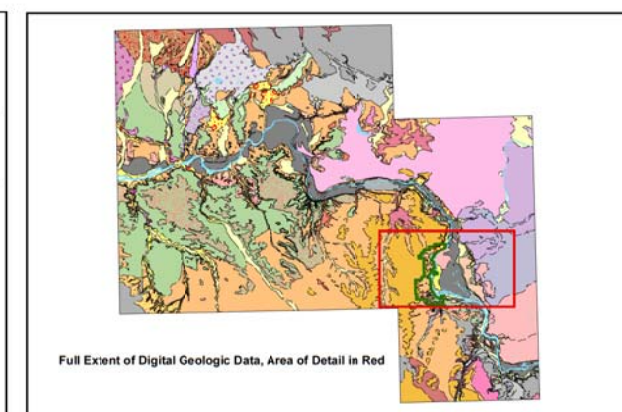 Full Extent of Digital Geologic Data, Area of Detail in Red